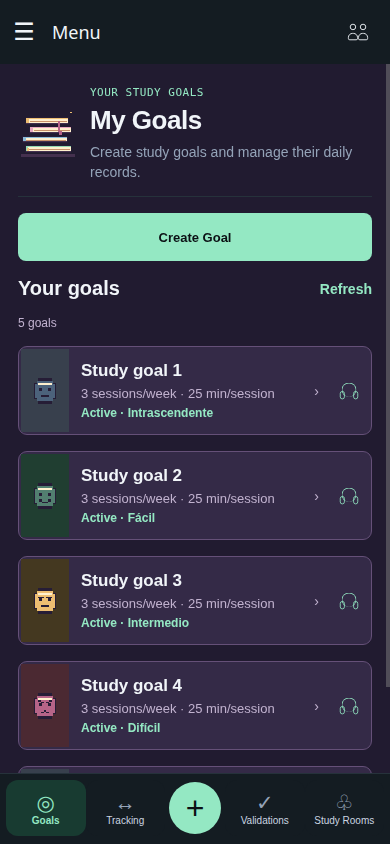 Menu
YOUR STUDY GOALS
My Goals
Create study goals and manage their daily
records.
Create Goal
Your goals
Refresh
5 goals
Study goal 1
3 sessions/week · 25 min/session
Active · Intrascendente
Study goal 2
3 sessions/week · 25 min/session
Active · Fácil
Study goal 3
3 sessions/week · 25 min/session
Active · Intermedio
Study goal 4
3 sessions/week · 25 min/session
Active · Difícil
Goals
Tracking
Validations
Study Rooms